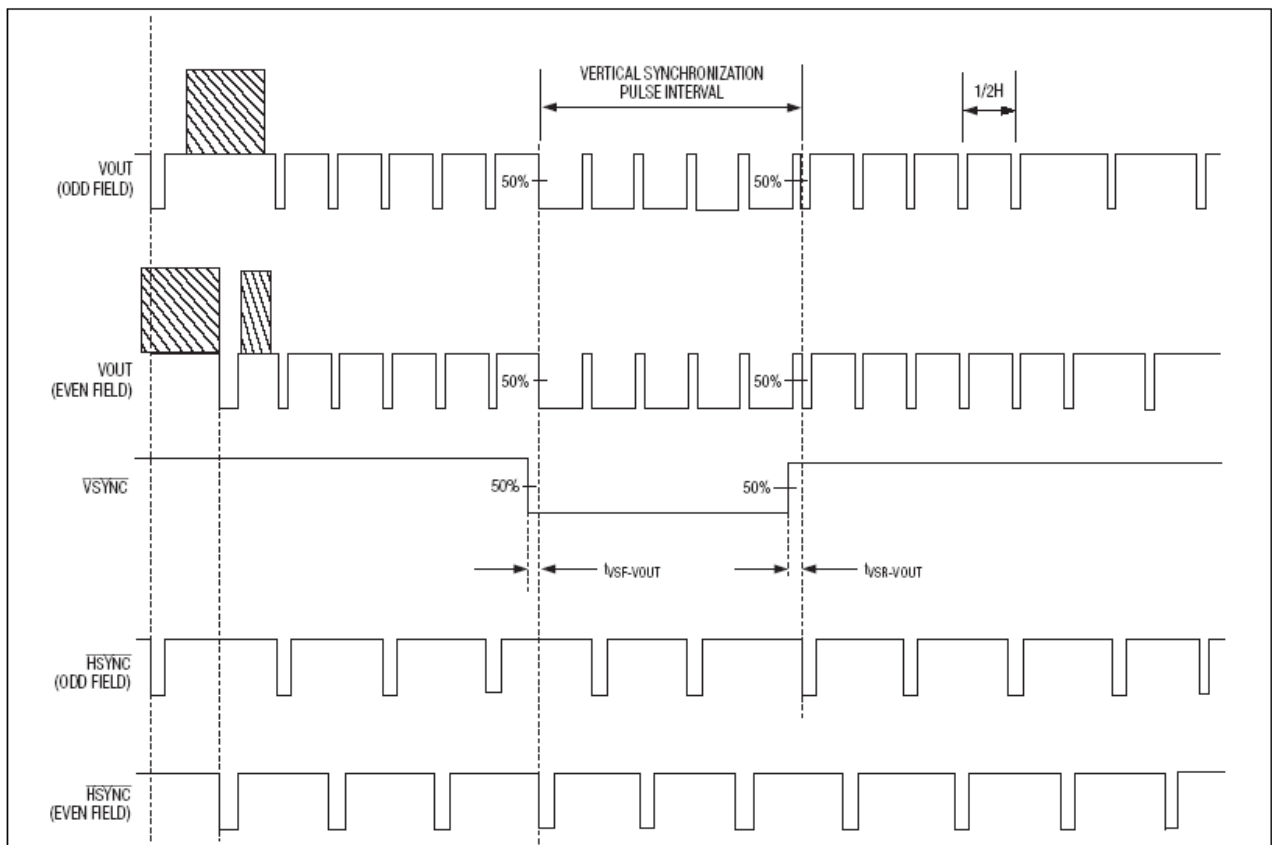 VERTICAL SYNCHRONIZATION
PULSE INTERVAL
1/2H
VOUT
(ODD FIELD)
50%
50%
VOUT
(EVEN FIELD)
50%
50%
VSYNC
50%
50%
tVSF-VOUT
tVSR-VOUT
HSYNC
(ODD FIELD)
HSYNC
(EVEN FIELD)